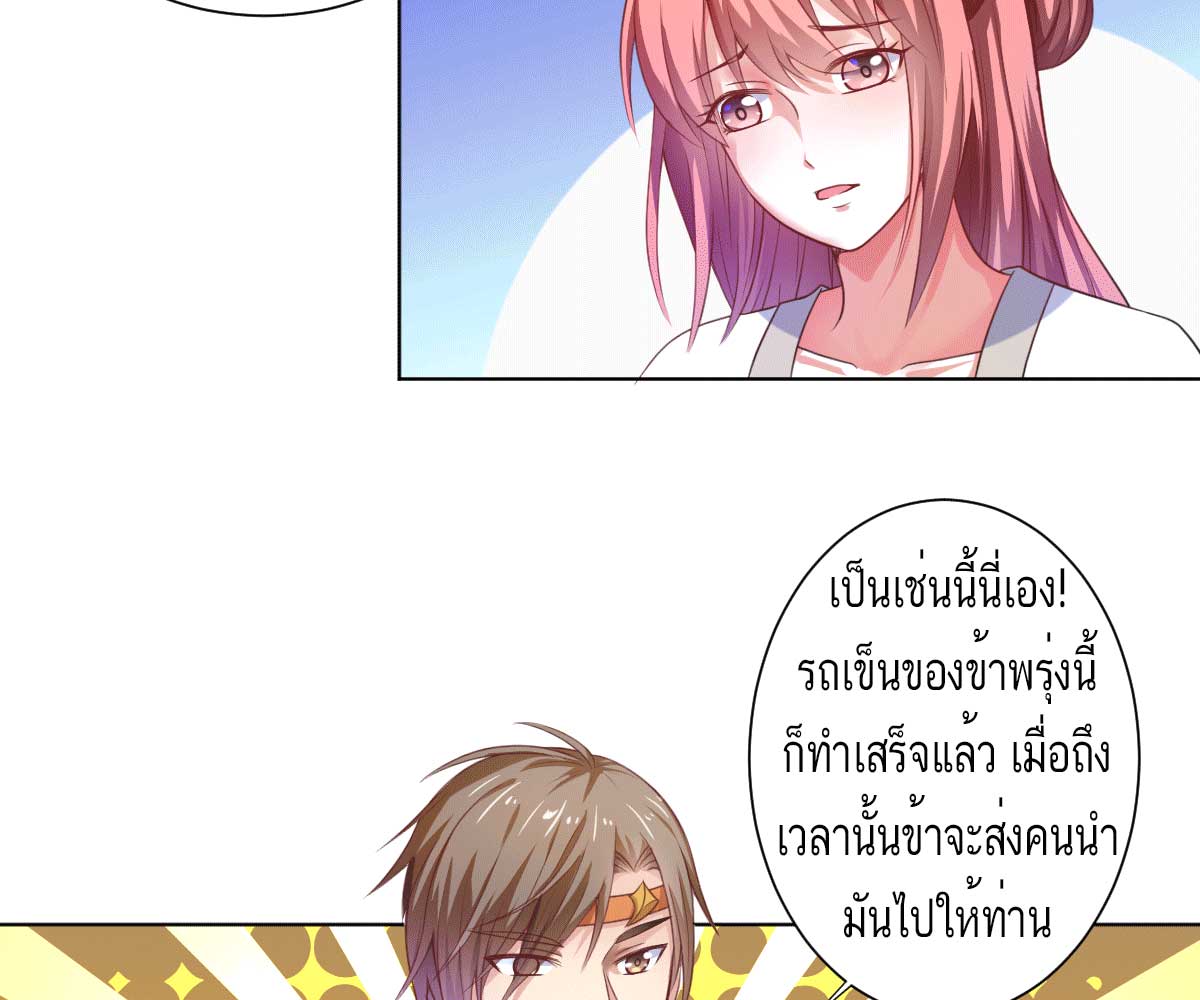 เป็นเช่นนี้นี่เอง!
รถเข็นของข้าพรุ่งนี้
ก็ทำเสร็จแล้ว เมื่อถึง
เวลานั้นข้าจะส่งคนนำ
มันไปให้ท่าน